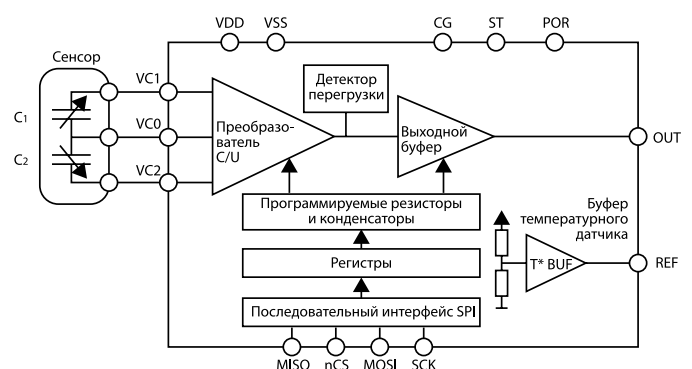 VDD VSS CG ST POR
Сенсор
VC1
C1
VC0
C2
VC2
Преобразо-
ватель
C/U
Детектор
перегрузки
Выходной
буфер
OUT
Программируемые резисторы
и конденсаторы
Регистры
Последовательный интерфейс SPI
Буфер
температурного
датчика
T* BUF
REF
MISO nCS MOSI SCK